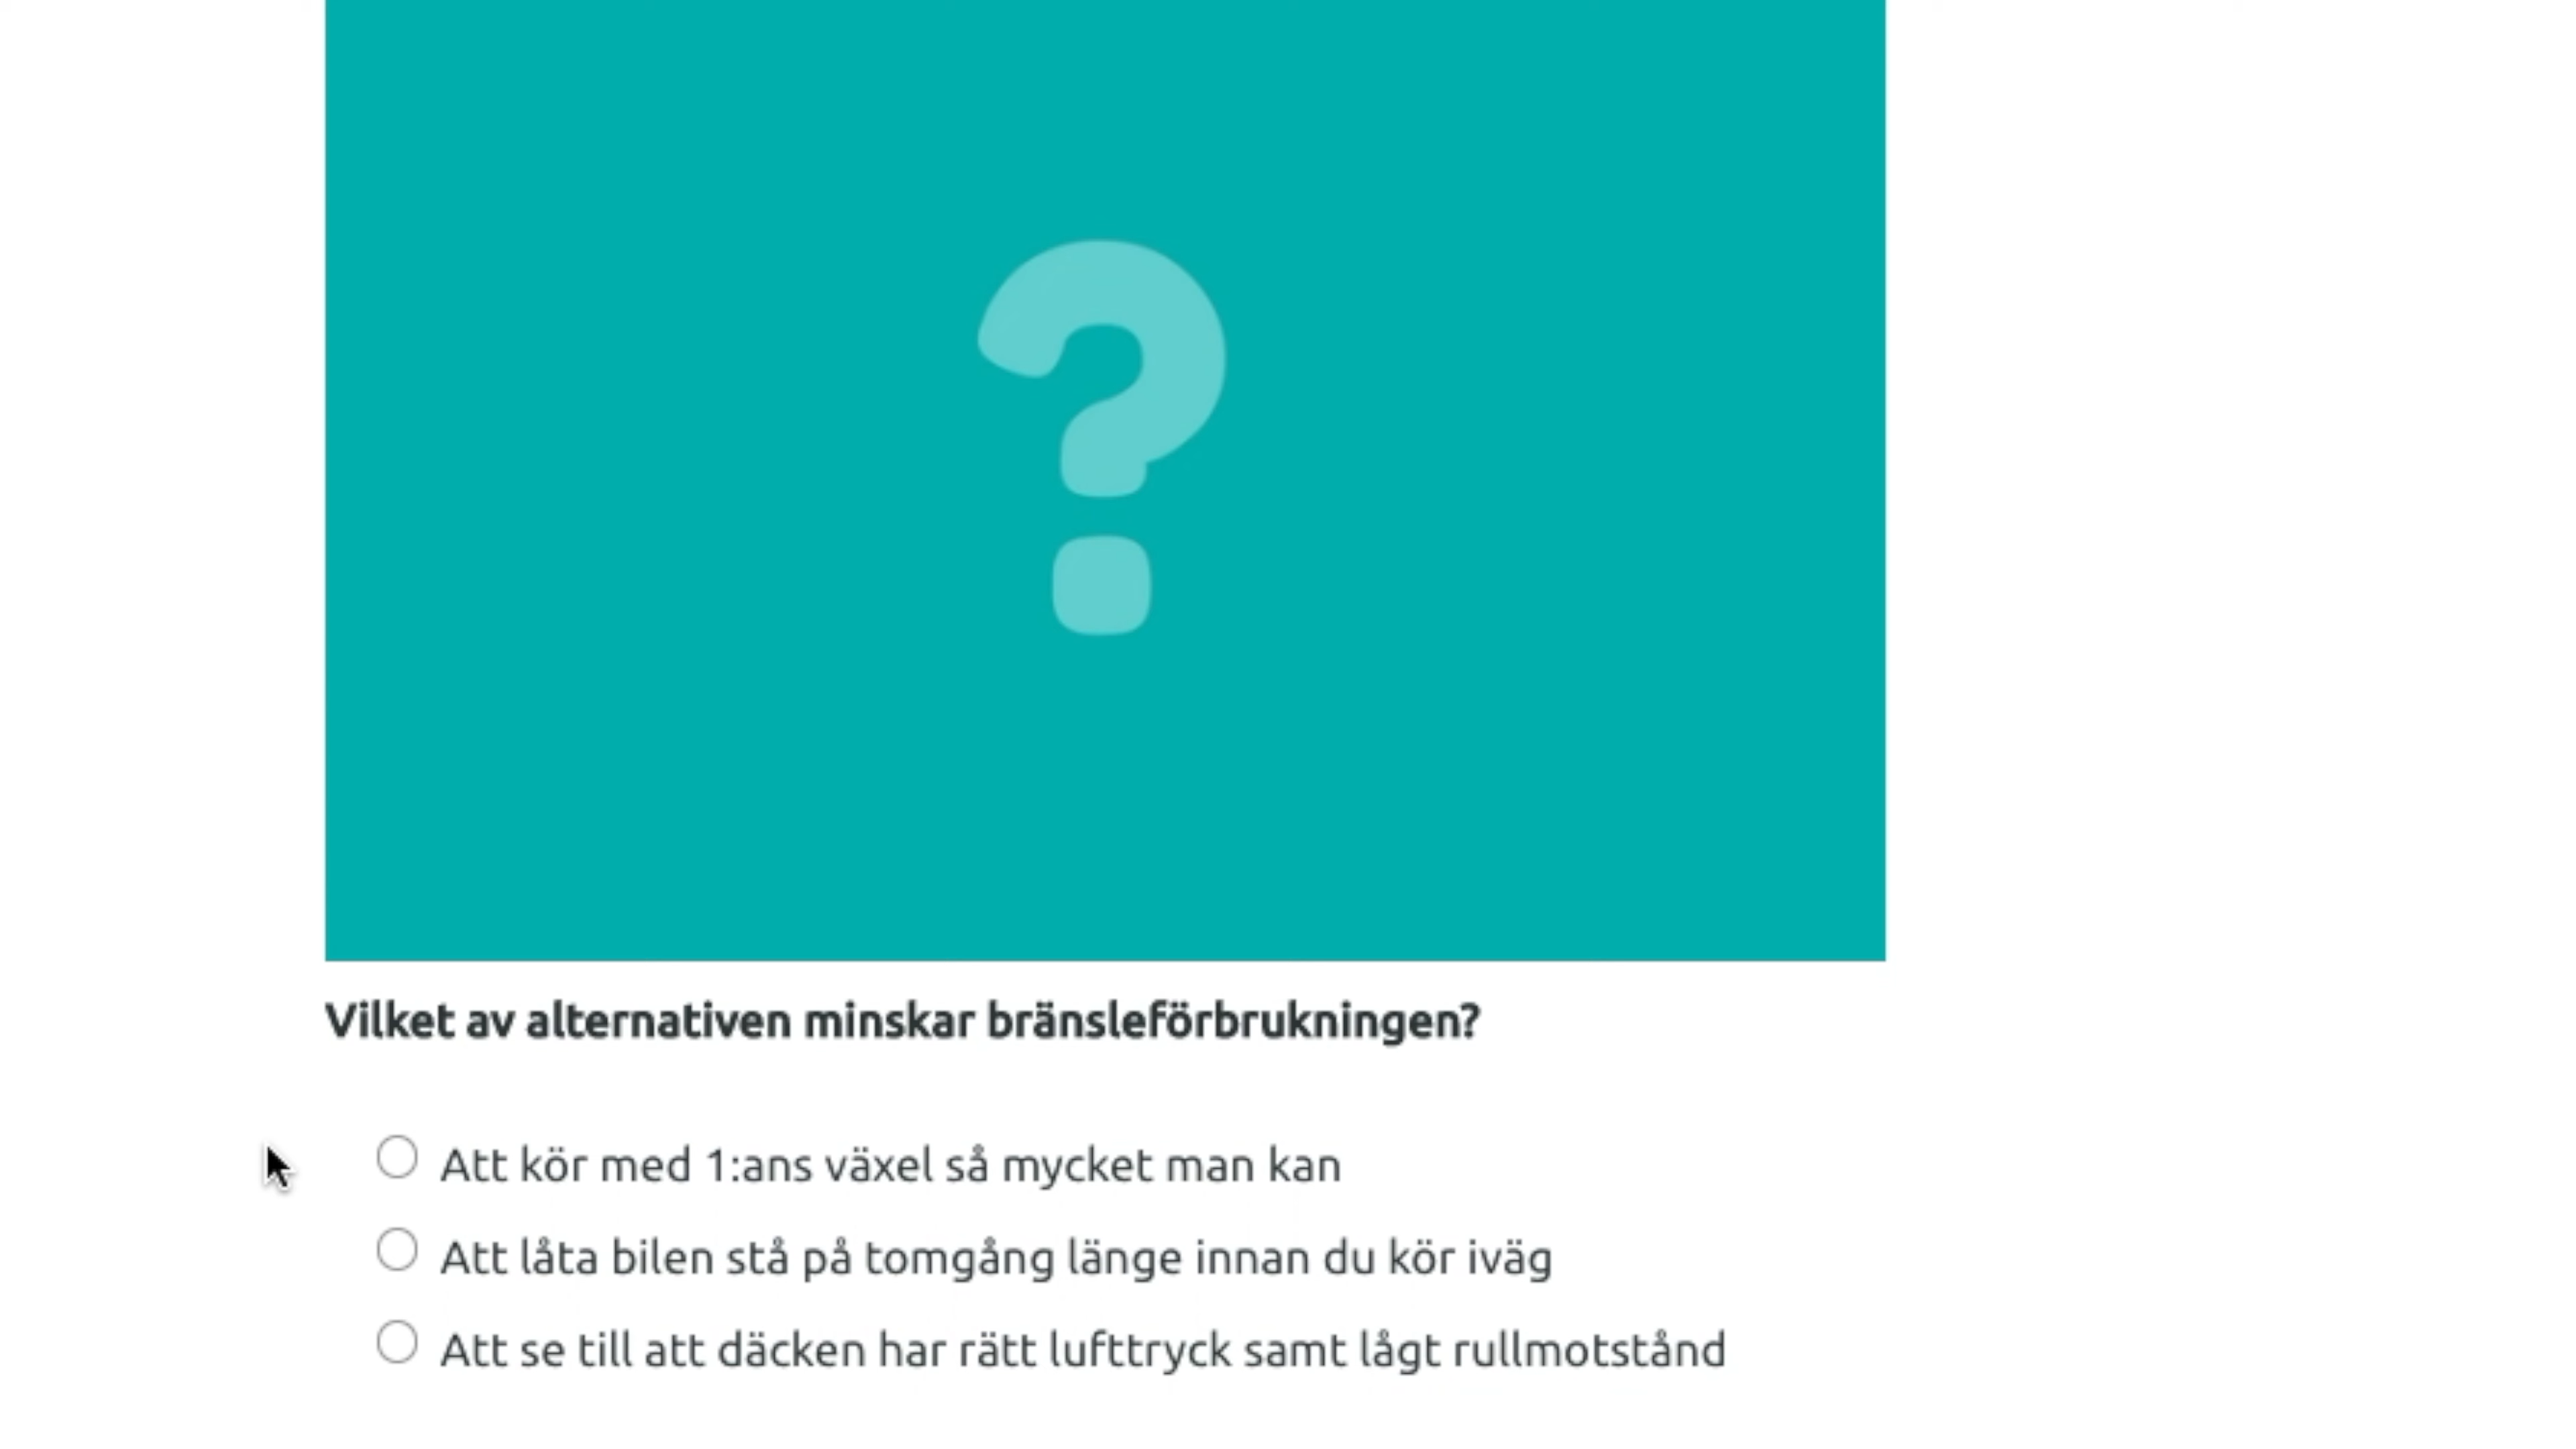 ?
Vilket av alternativen minskar bränsleförbrukningen?
Att kör med 1:ans växel så mycket man kan
Att låta bilen stå på tomgång länge innan du kör iväg
Att se till att däcken har rätt lufttryck samt lågt rullmotstånd